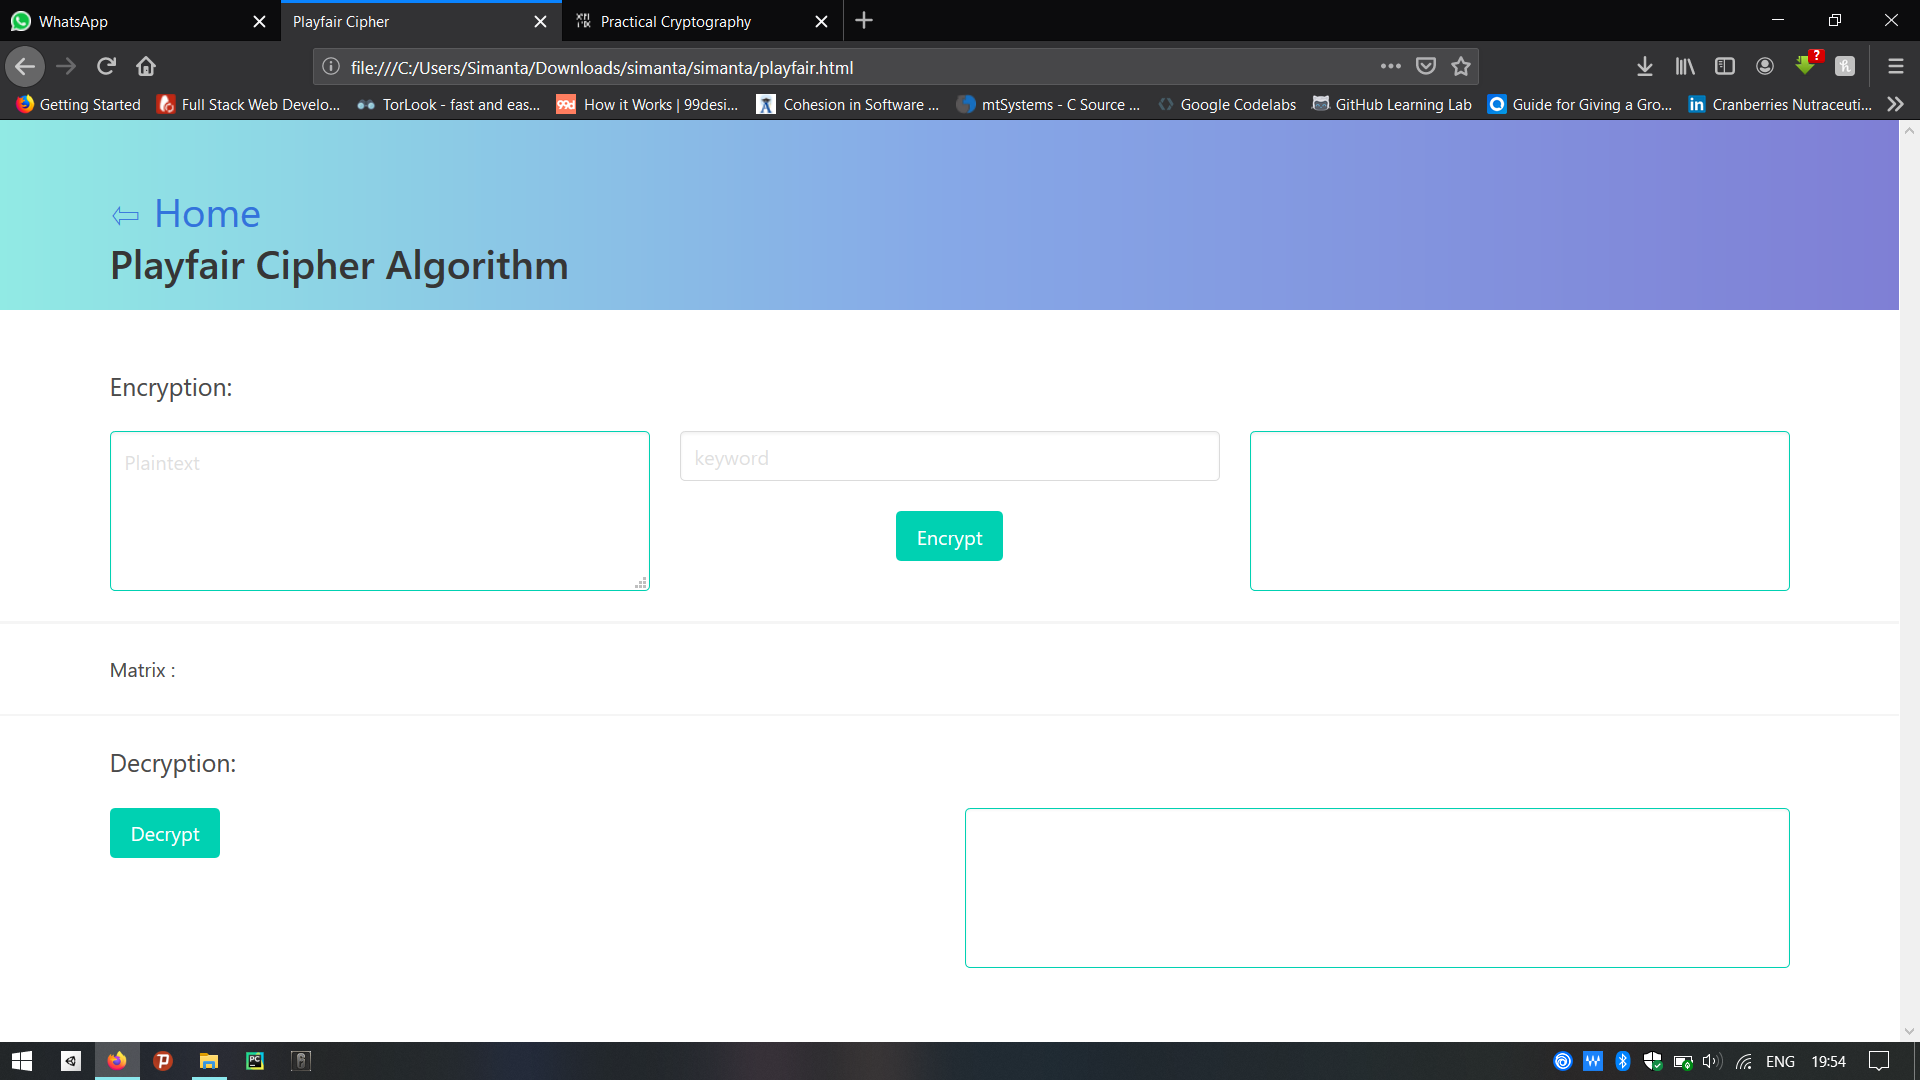 WhatsApp
Playfair Cipher
Practical Cryptography
file:///C:/Users/Simanta/Downloads/simanta/simanta/playfair.html
?
Getting Started
Full Stack Web Develo...
TorLook - fast and eas...
99d
How it Works | 99desi...
Cohesion in Software ...
mtSystems - C Source ...
Google Codelabs
GitHub Learning Lab
Guide for Giving a Gro...
in
Cranberries Nutraceuti...
⇦ Home
Playfair Cipher Algorithm
Encryption:
Plaintext
keyword
Encrypt
Matrix :
Decryption:
Decrypt
PC
ENG
19:54